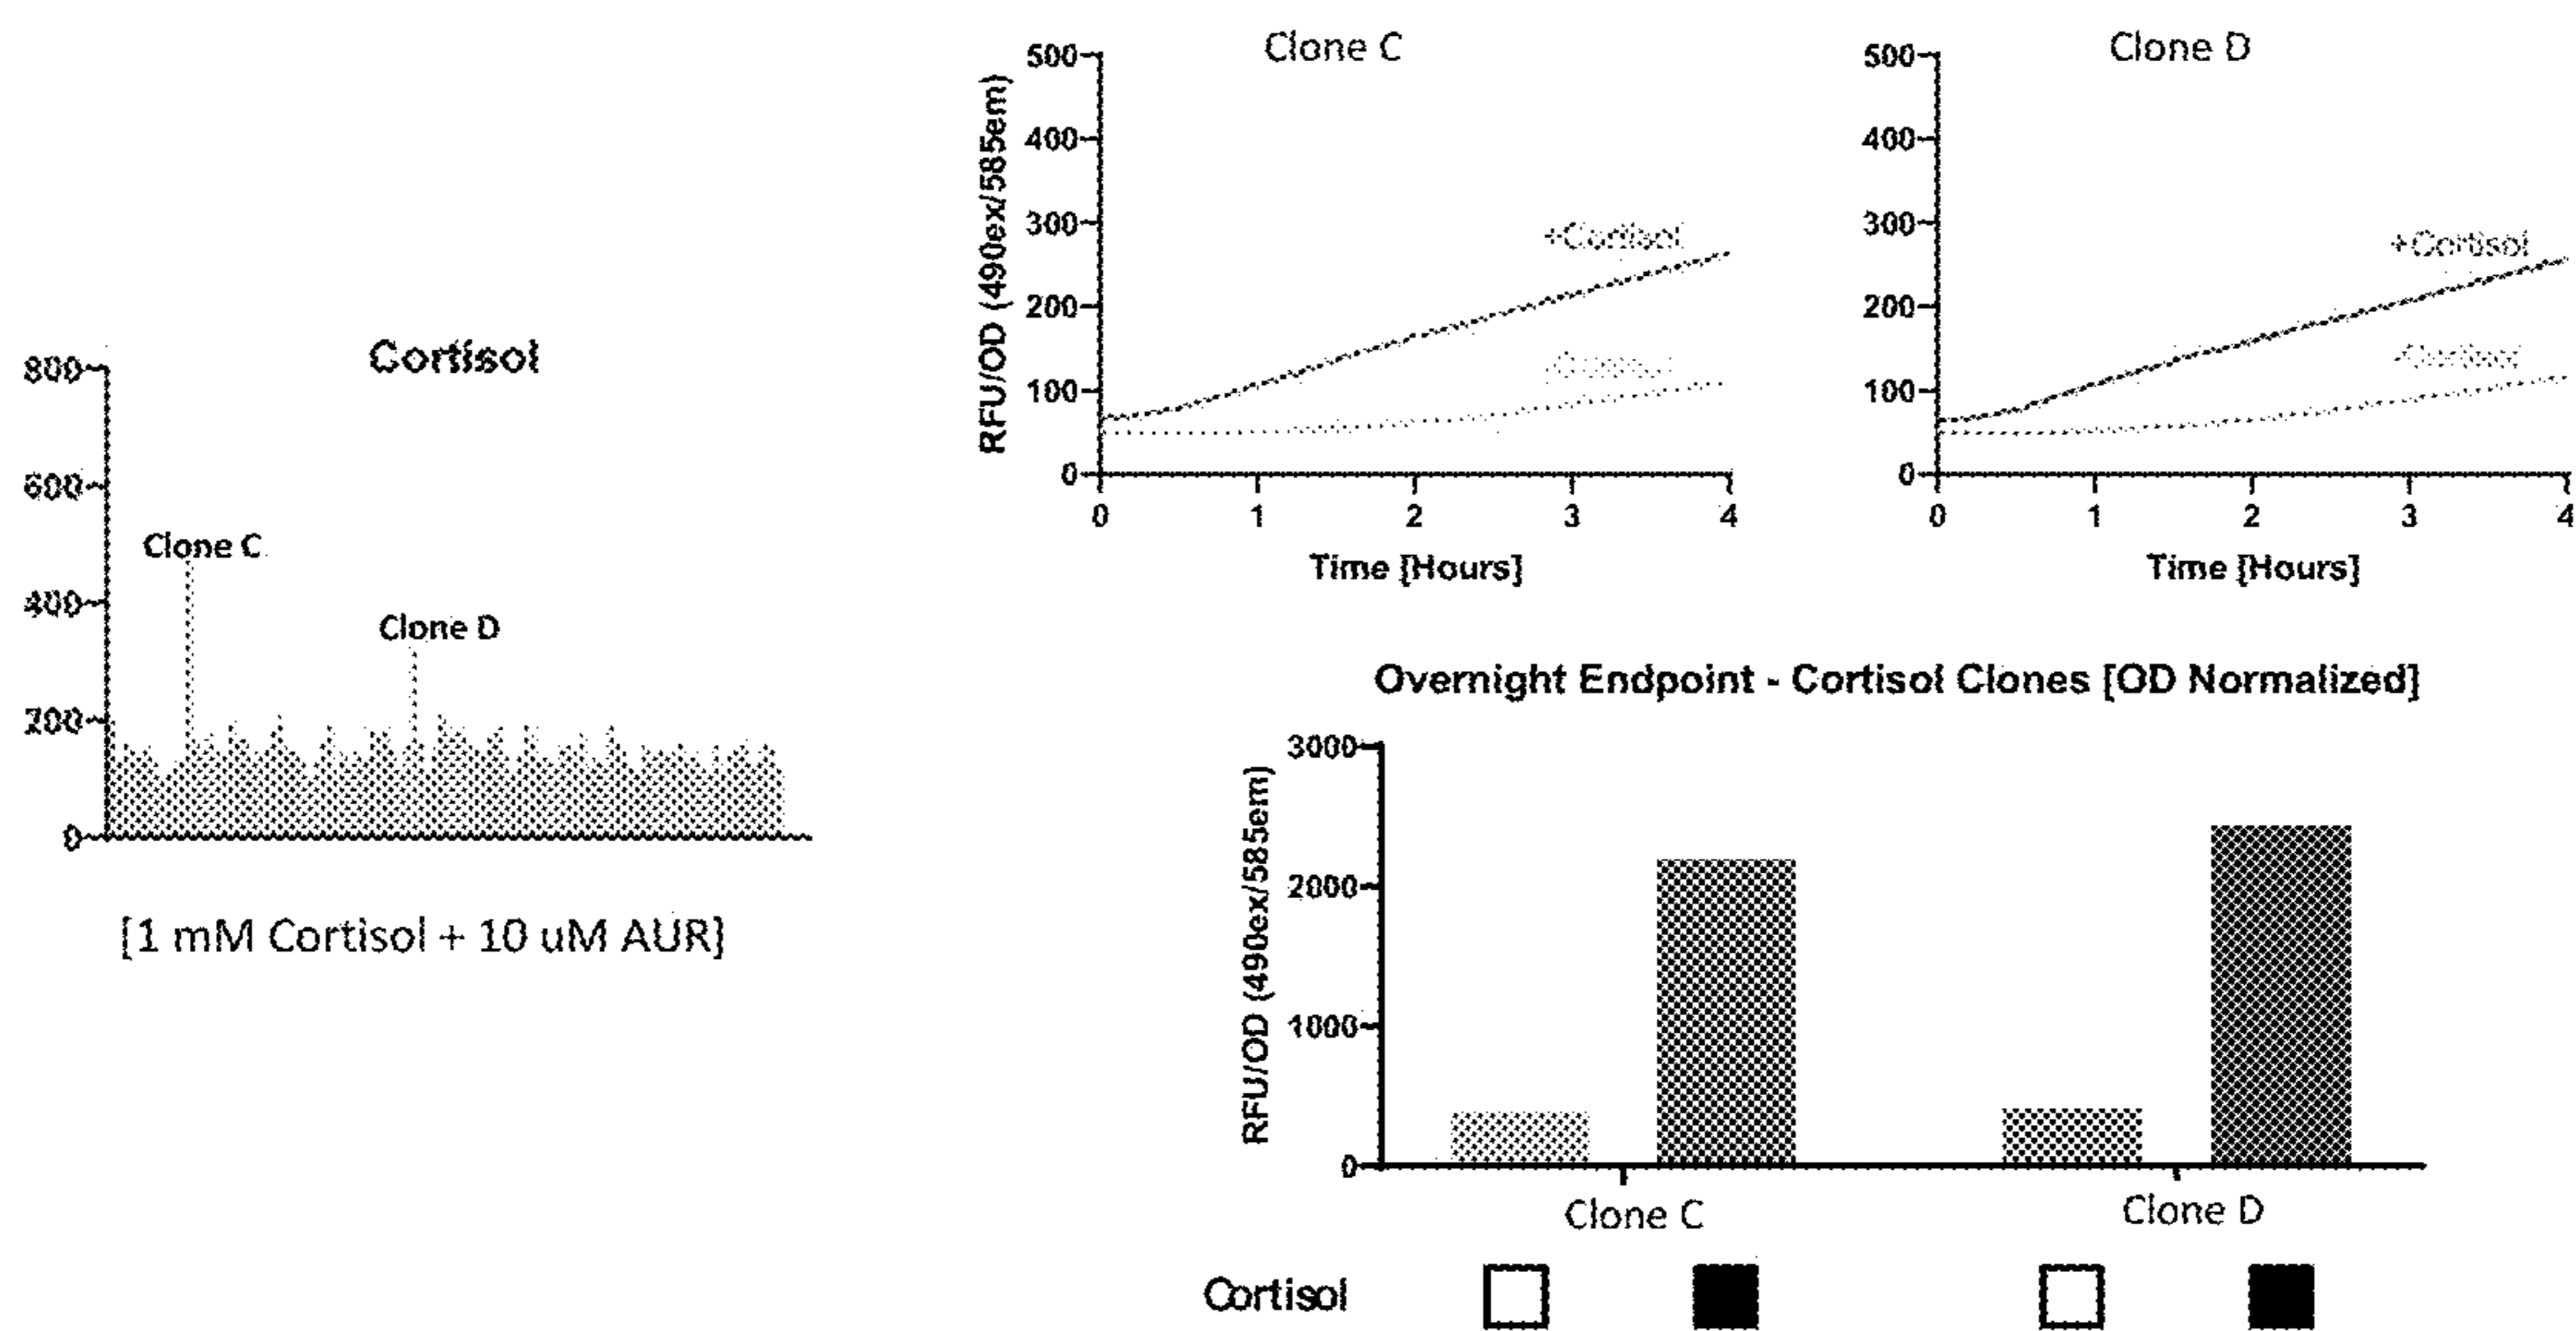 Cortisol
800
600
400
200
0
Clone C
Clone D
[1 mM Cortisol + 10 uM AUR]
Clone C
RFU/OD (490ex/585em)
500
400
300
200
100
0
+Cortisol
0 1 2 3 4
Time [Hours]
Clone D
500
400
300
200
100
0
+Cortisol
-Cortisol
0 1 2 3 4
Time [Hours]
Overnight Endpoint - Cortisol Clones [OD Normalized]
RFU/OD (490ex/585em)
3000
2000
1000
0
Clone C Clone D
Cortisol